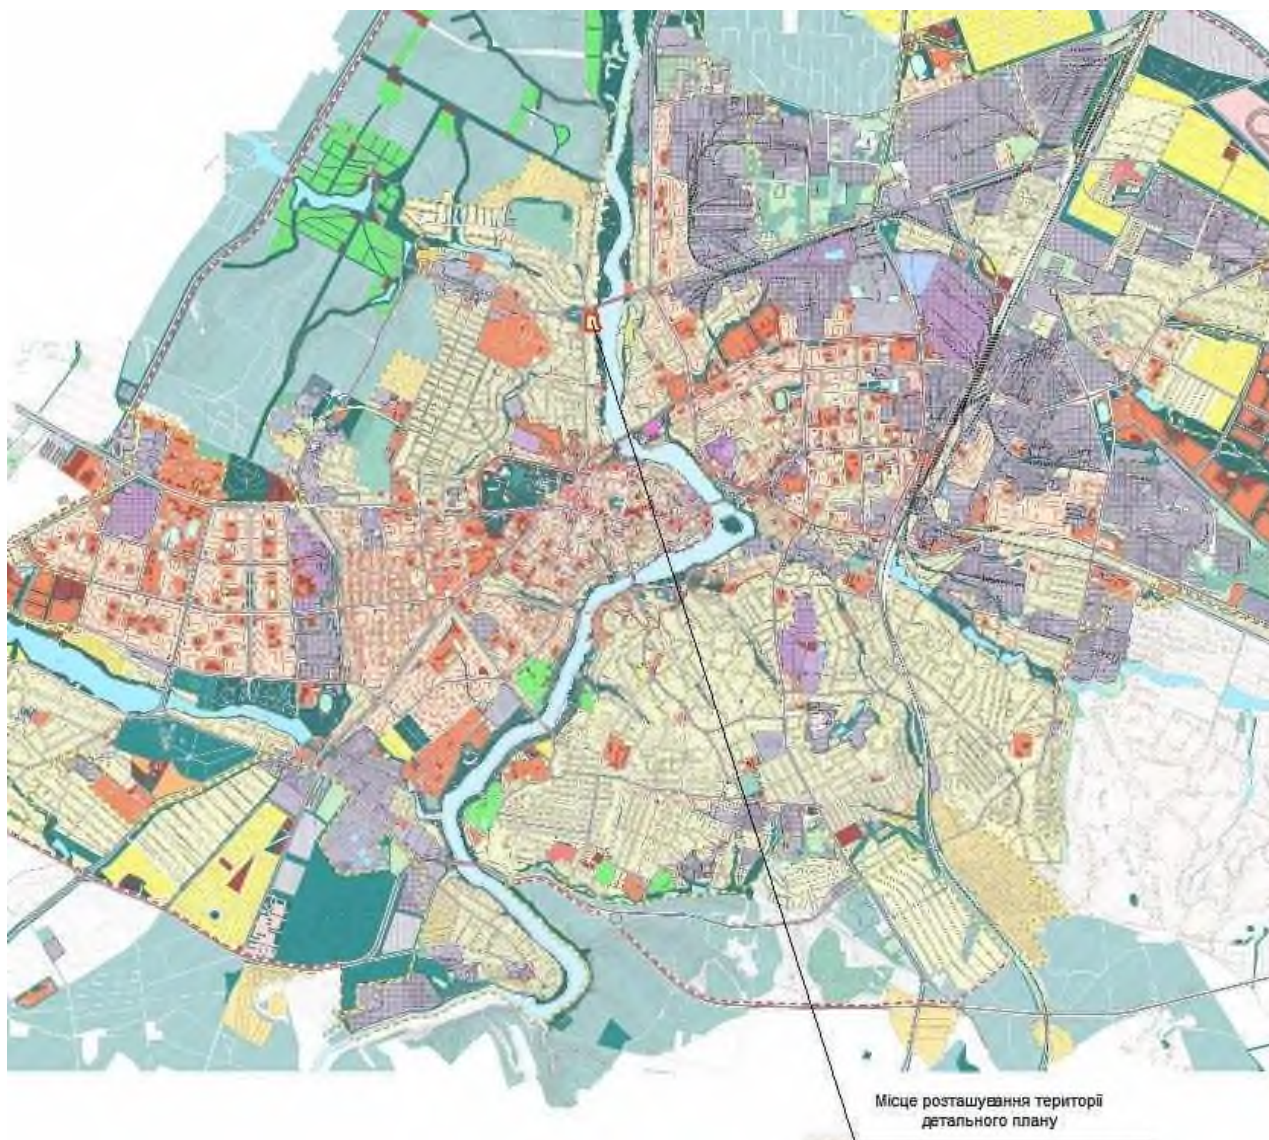 Місце розташування території
детального плану